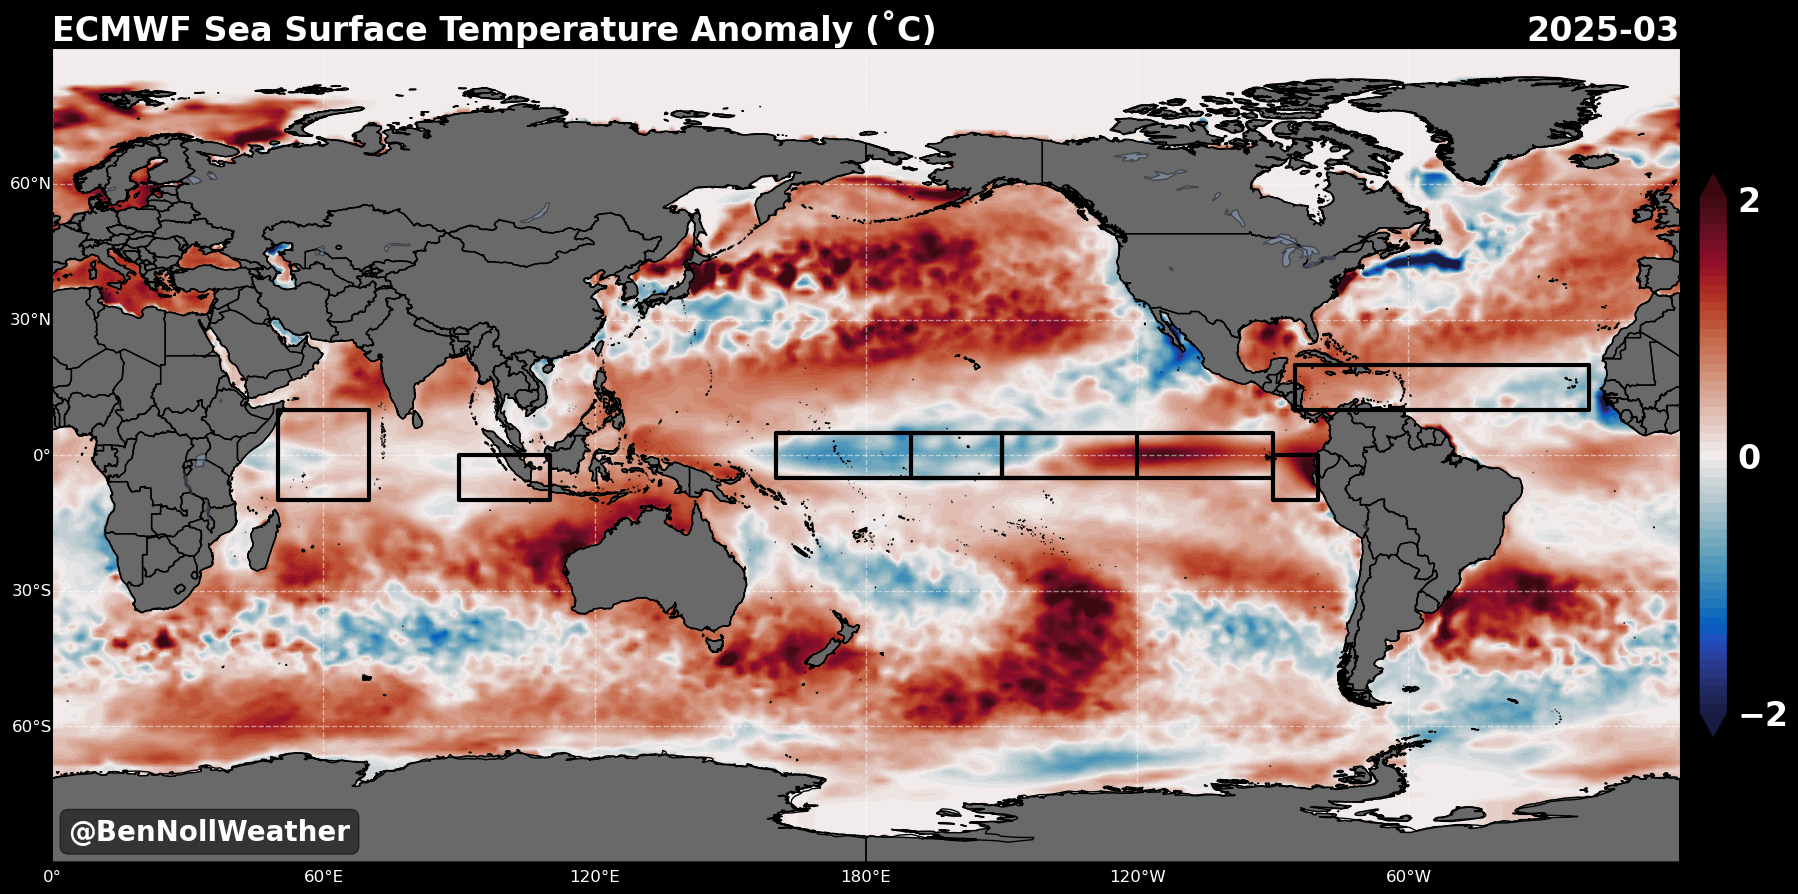 ECMWF Sea Surface Temperature Anomaly (˚C)
2025-03
60°N
30°N
0°
30°S
60°S
0°
60°E
120°E
180°E
120°W
60°W
2
0
−2
@BenNollWeather